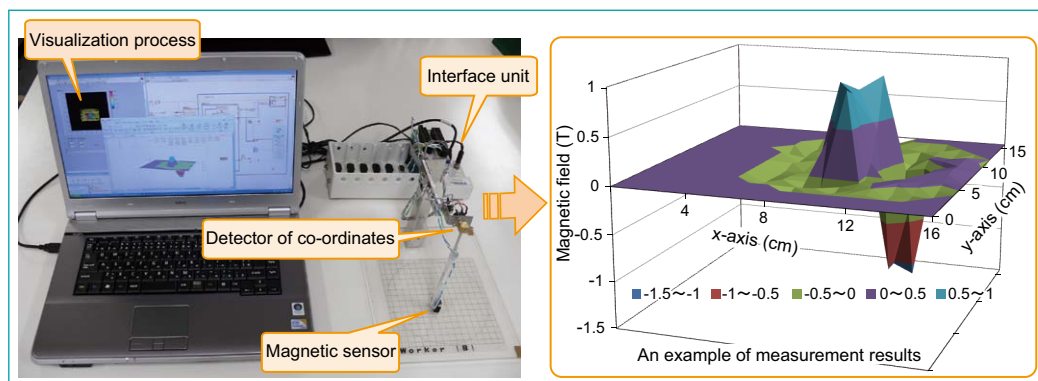 Visualization process
Interface unit
Detector of co-ordinates
Magnetic sensor
Worker |B|
Magnetic field (T)
1
0.5
0
-0.5
-1
-1.5
4
8
12
16
x-axis (cm)
0
5
10
15
y-axis (cm)
-1.5～-1
-1～-0.5
-0.5～0
0～0.5
0.5～1
An example of measurement results